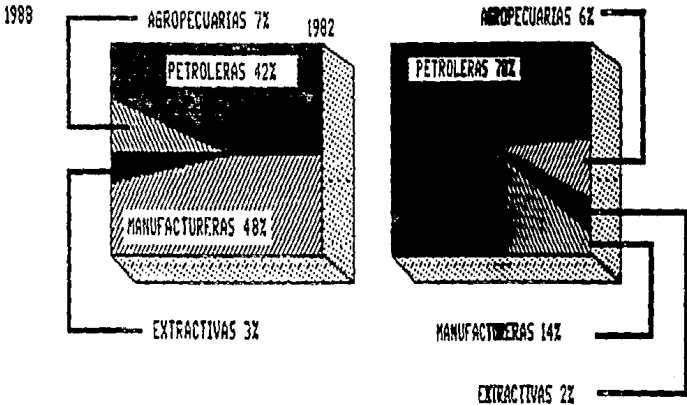 1988
AGROPECUARIAS 7%
1982
AGROPECUARIAS 6%
PETROLERAS 42%
PETROLERAS 78%
MANUFACTURERAS 48%
EXTRACTIVAS 3%
MANUFACTURERAS 14%
EXTRACTIVAS 2%